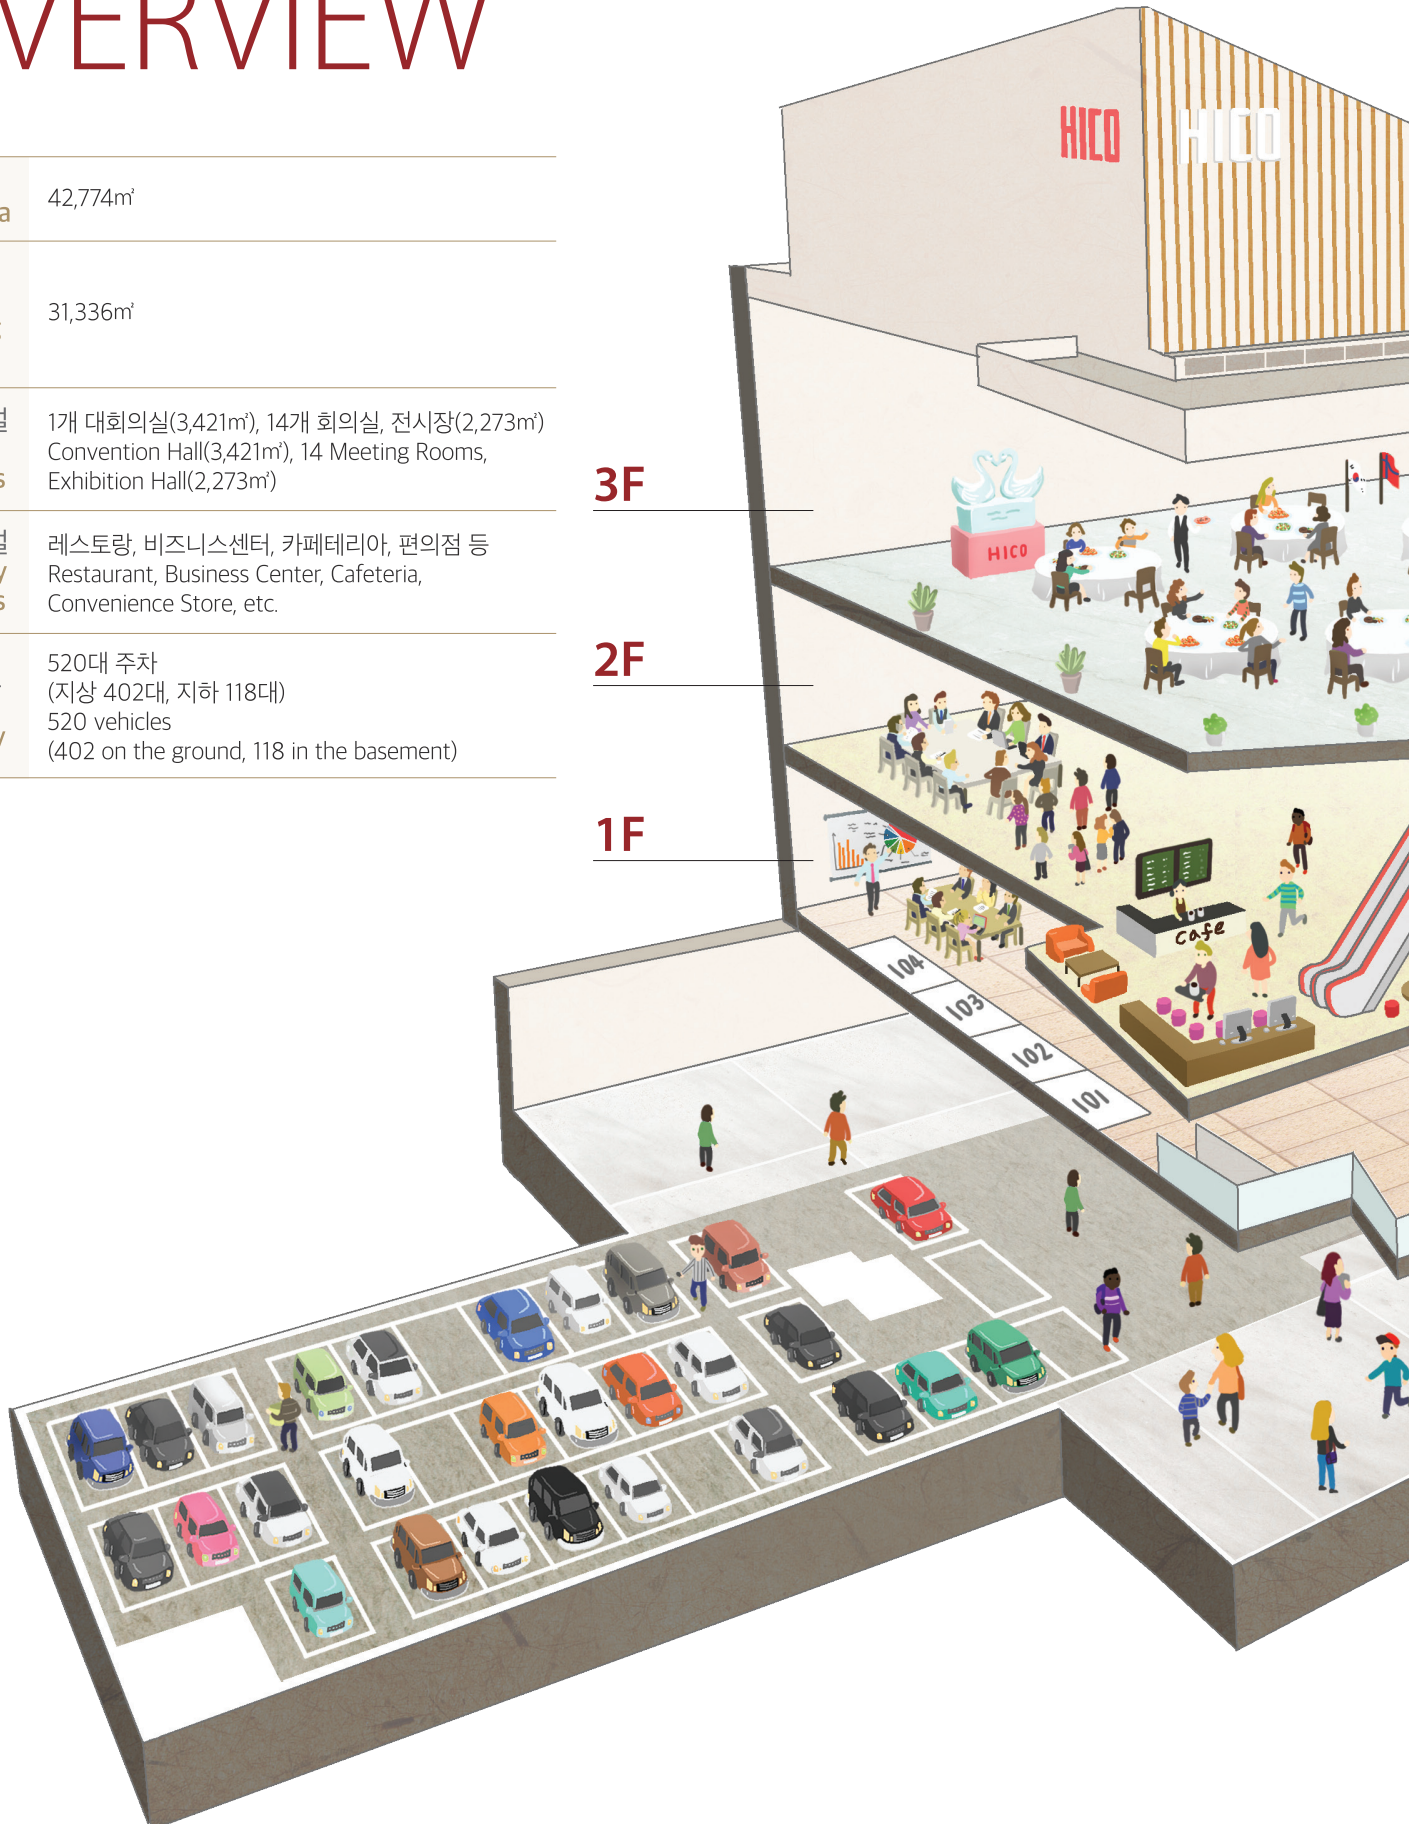 VERVIEW
a
42,774㎡
31,336㎡
설
s
1개 대회의실(3,421㎡), 14개 회의실, 전시장(2,273㎡)
Convention Hall(3,421㎡), 14 Meeting Rooms,
Exhibition Hall(2,273㎡)
설
y
s
레스토랑, 비즈니스센터, 카페테리아, 편의점 등
Restaurant, Business Center, Cafeteria,
Convenience Store, etc.
y
520대 주차
(지상 402대, 지하 118대)
520 vehicles
(402 on the ground, 118 in the basement)
HICO
HICO
3F
HICO
2F
1F
cafe
104
103
102
101